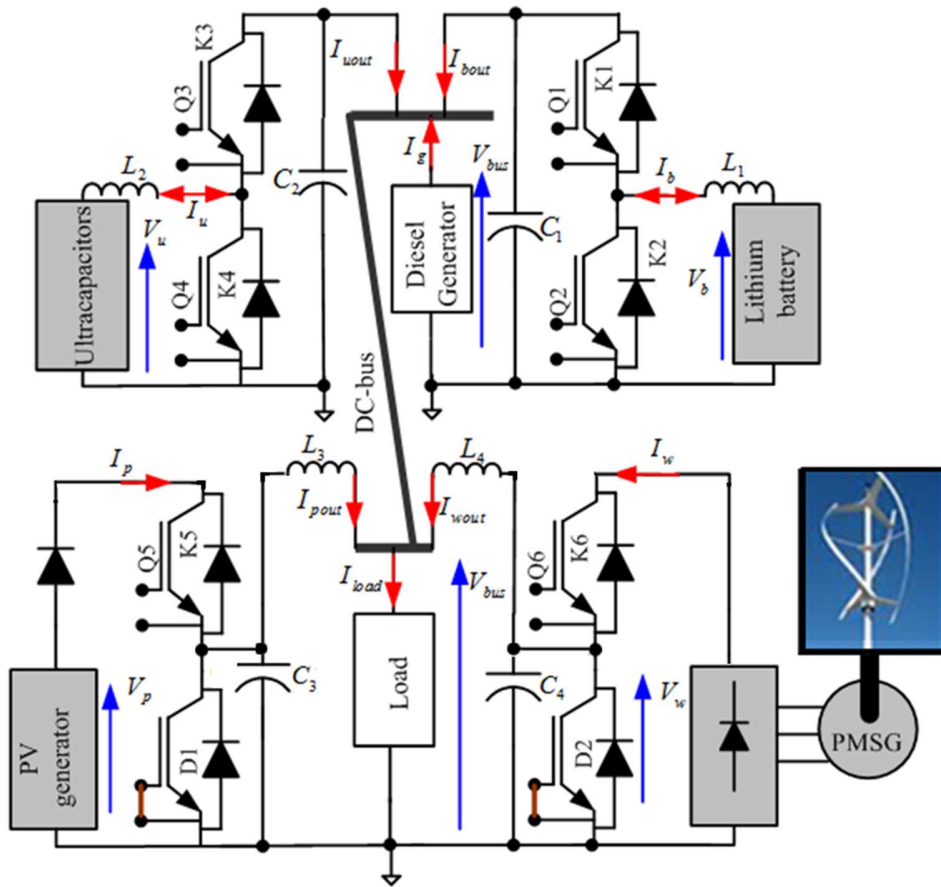 K3
I_uout
I_bout
Q3
Q1
K1
L_2
C_2
I_g
V_bus
I_b
L_1
I_u
V_u
Ultracapacitors
Q4
K4
Diesel
Generator
C_1
Q2
K2
V_b
Lithium
battery
DC-bus
I_p
L_3
L_4
I_w
I_pout
I_wout
Q5
K5
Q6
K6
I_load
V_bus
V_p
C_3
C_4
V_w
PV
generator
D1
Load
D2
PMSG